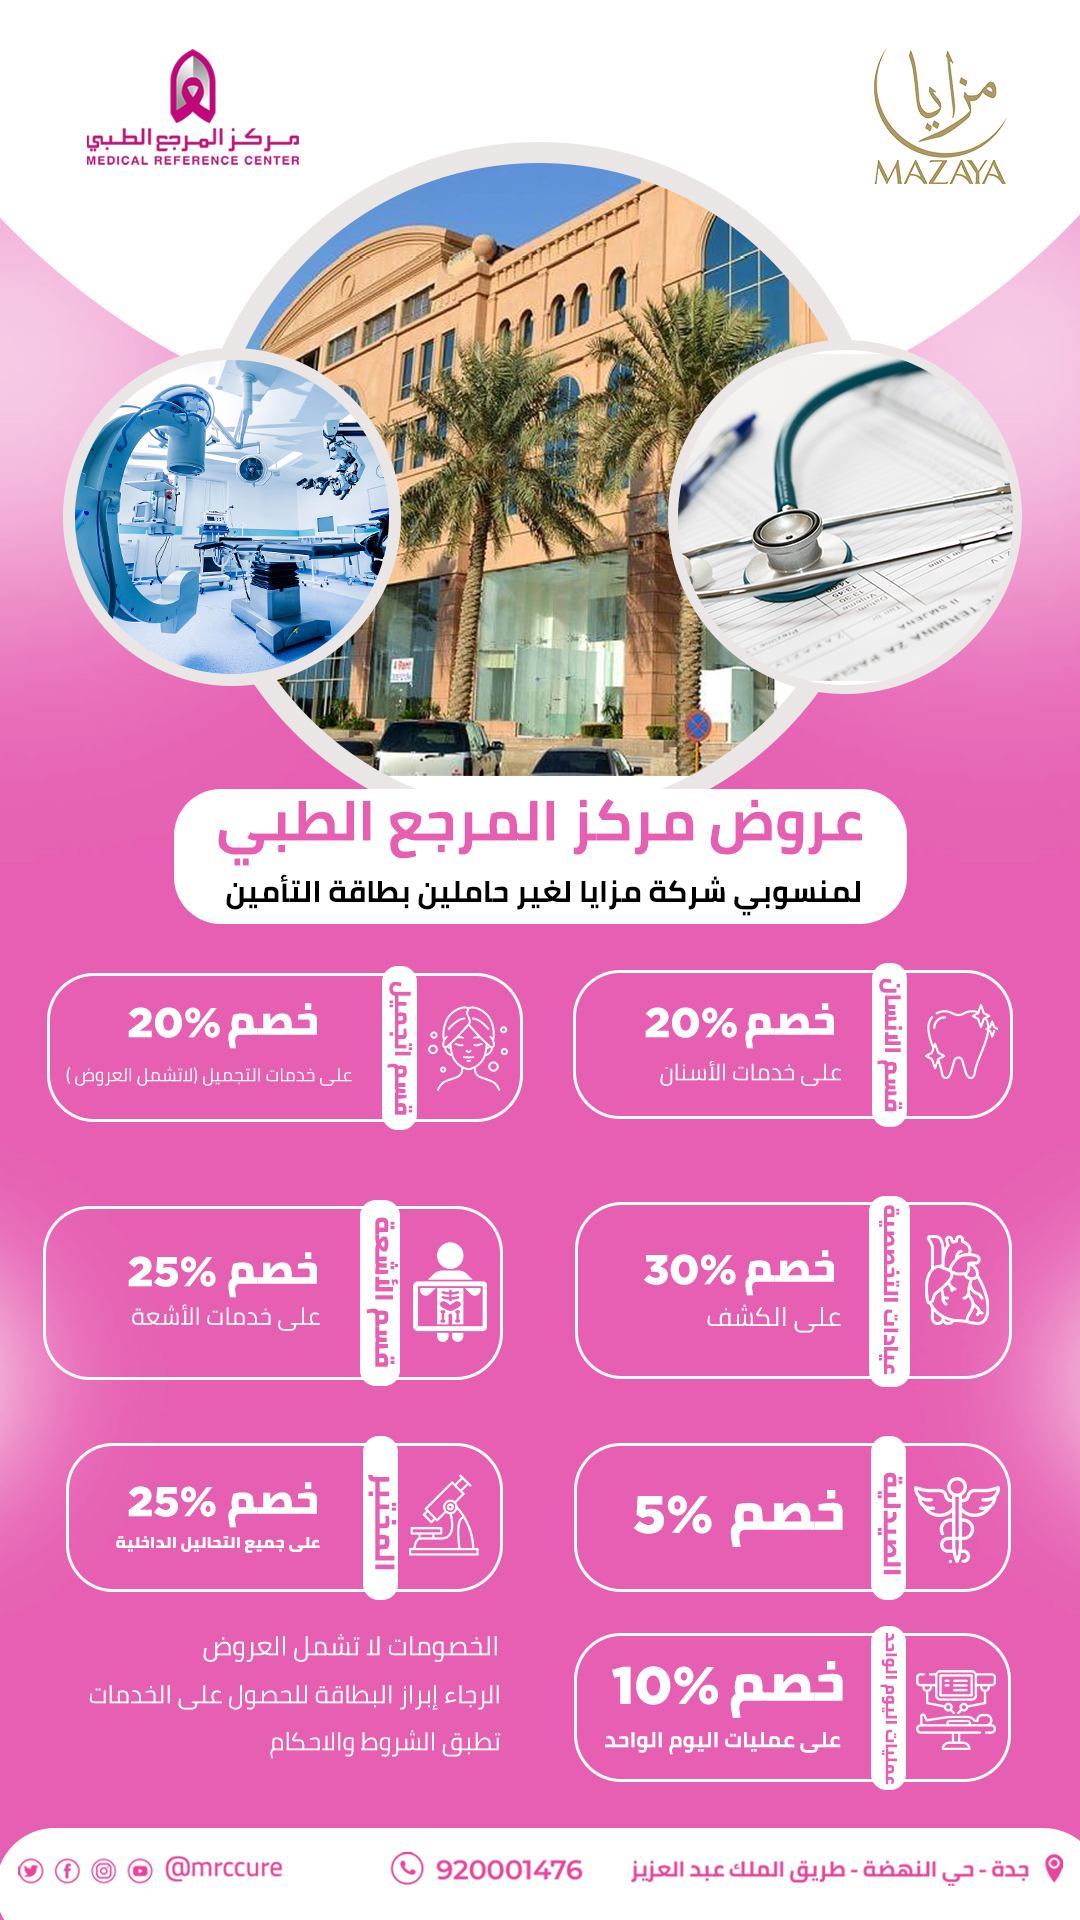 مركز المرجع الطبي
MEDICAL REFERENCE CENTER
مزايا
MAZAYA
عروض مركز المرجع الطبي
لمنسوبي شركة مزايا لغير حاملين بطاقة التأمين
قسم الاسنان
خصم 20%
على خدمات الأسنان
قسم التجميل
خصم 20%
على خدمات التجميل (لاتشمل العروض )
عيادات التخصصية
خصم 30%
على الكشف
قسم الأشعة
خصم 25%
على خدمات الأشعة
الصيدلية
خصم 5%
المختبر
خصم 25%
على جميع التحاليل الداخلية
عمليات اليوم الواحد
خصم 10%
على عمليات اليوم الواحد
الخصومات لا تشمل العروض
الرجاء إبراز البطاقة للحصول على الخدمات
تطبق الشروط والاحكام
جدة - حي النهضة - طريق الملك عبد العزيز
920001476
@mrccure